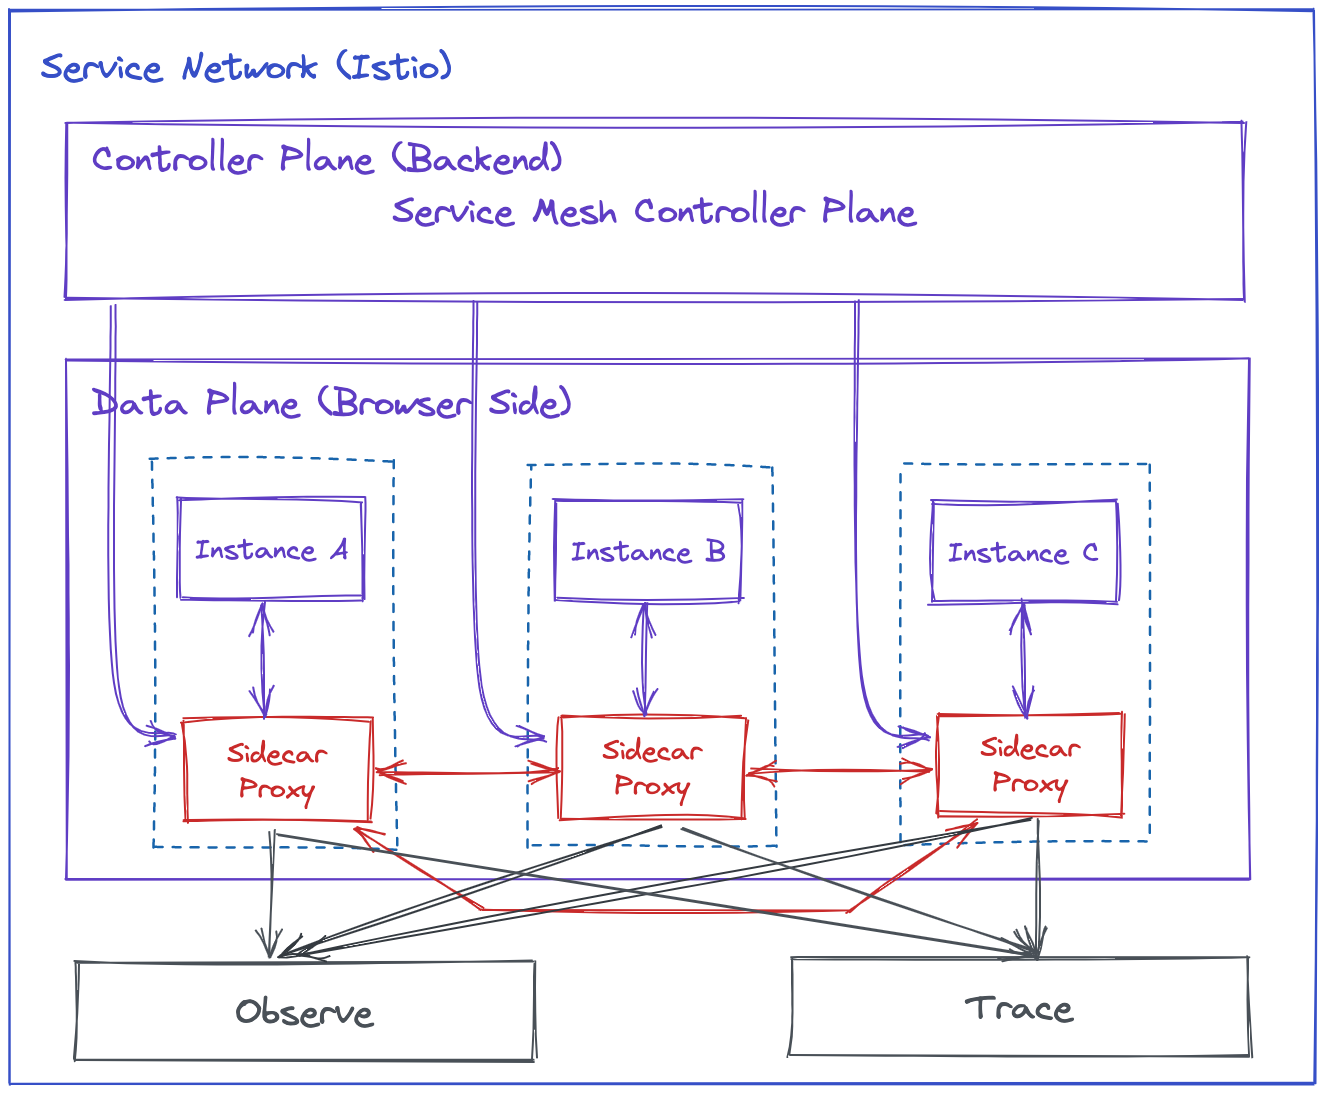 Service Network (Istio)
Controller Plane (Backend)
Service Mesh Controller Plane
Data Plane (Browser Side)
Instance A
Instance B
Instance C
Sidecar
Proxy
Sidecar
Proxy
Sidecar
Proxy
Observe
Trace